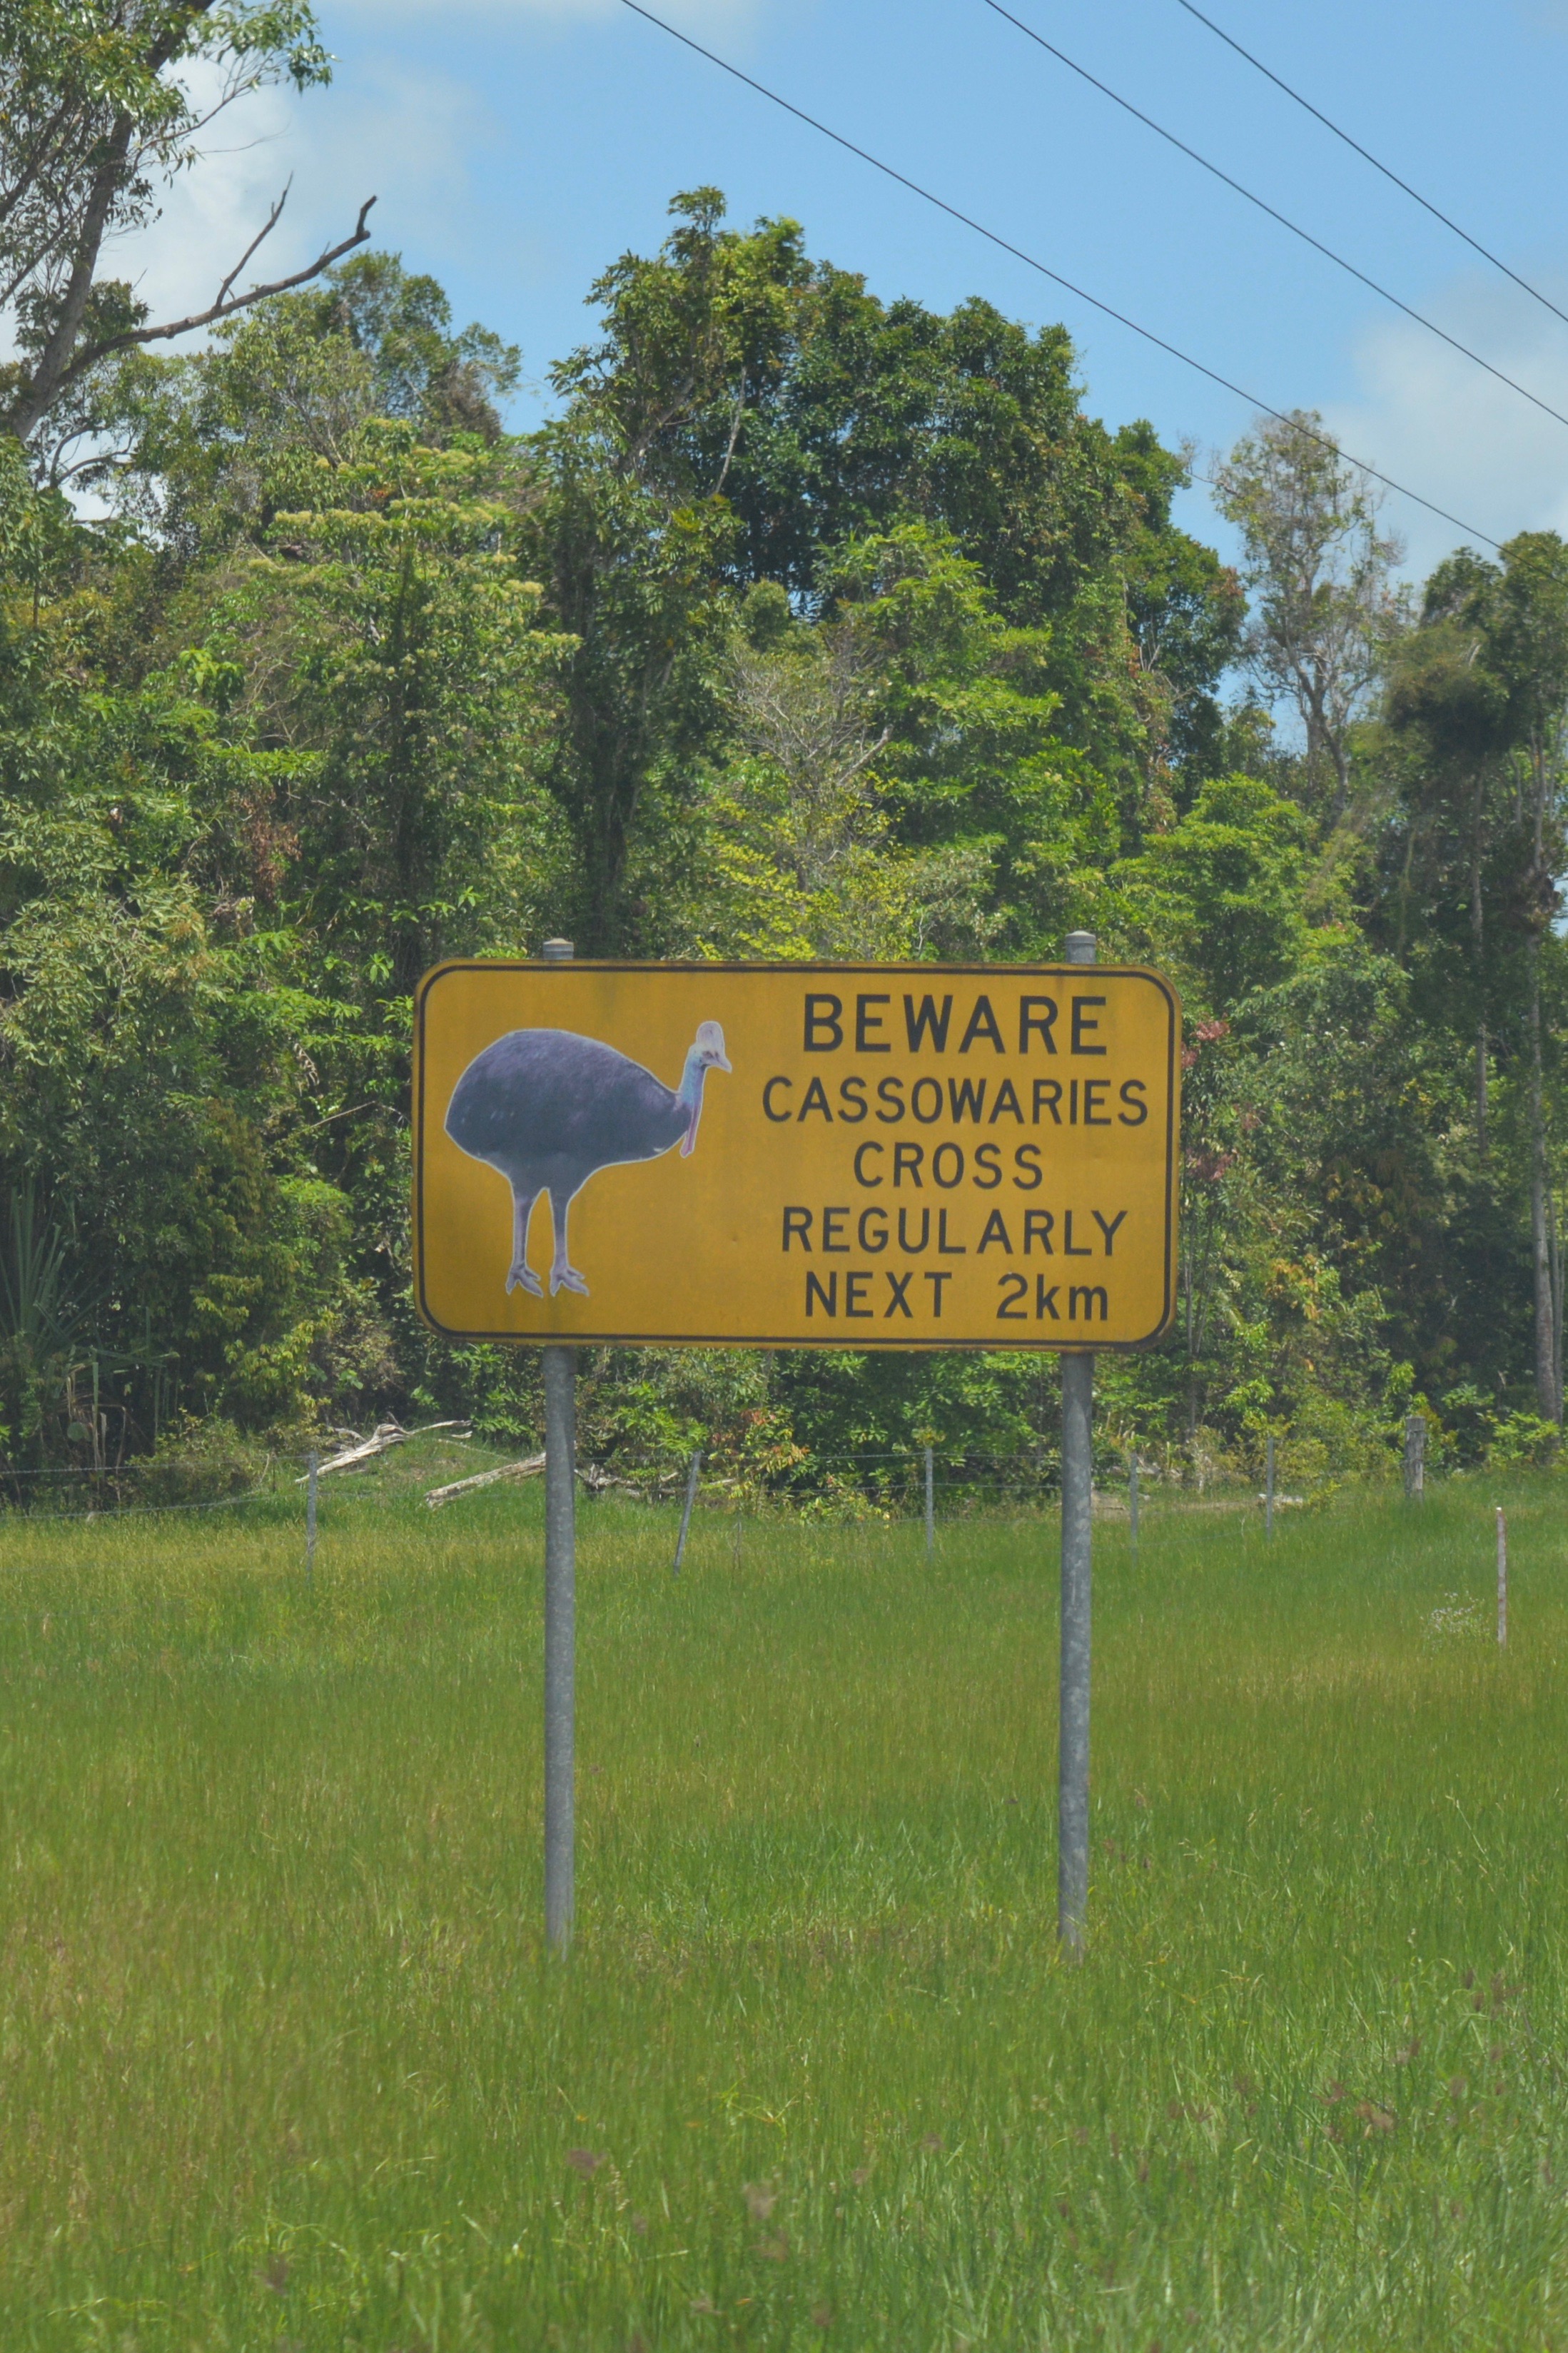 BEWARE
CASSOWARIES
CROSS
REGULARLY
NEXT 2km